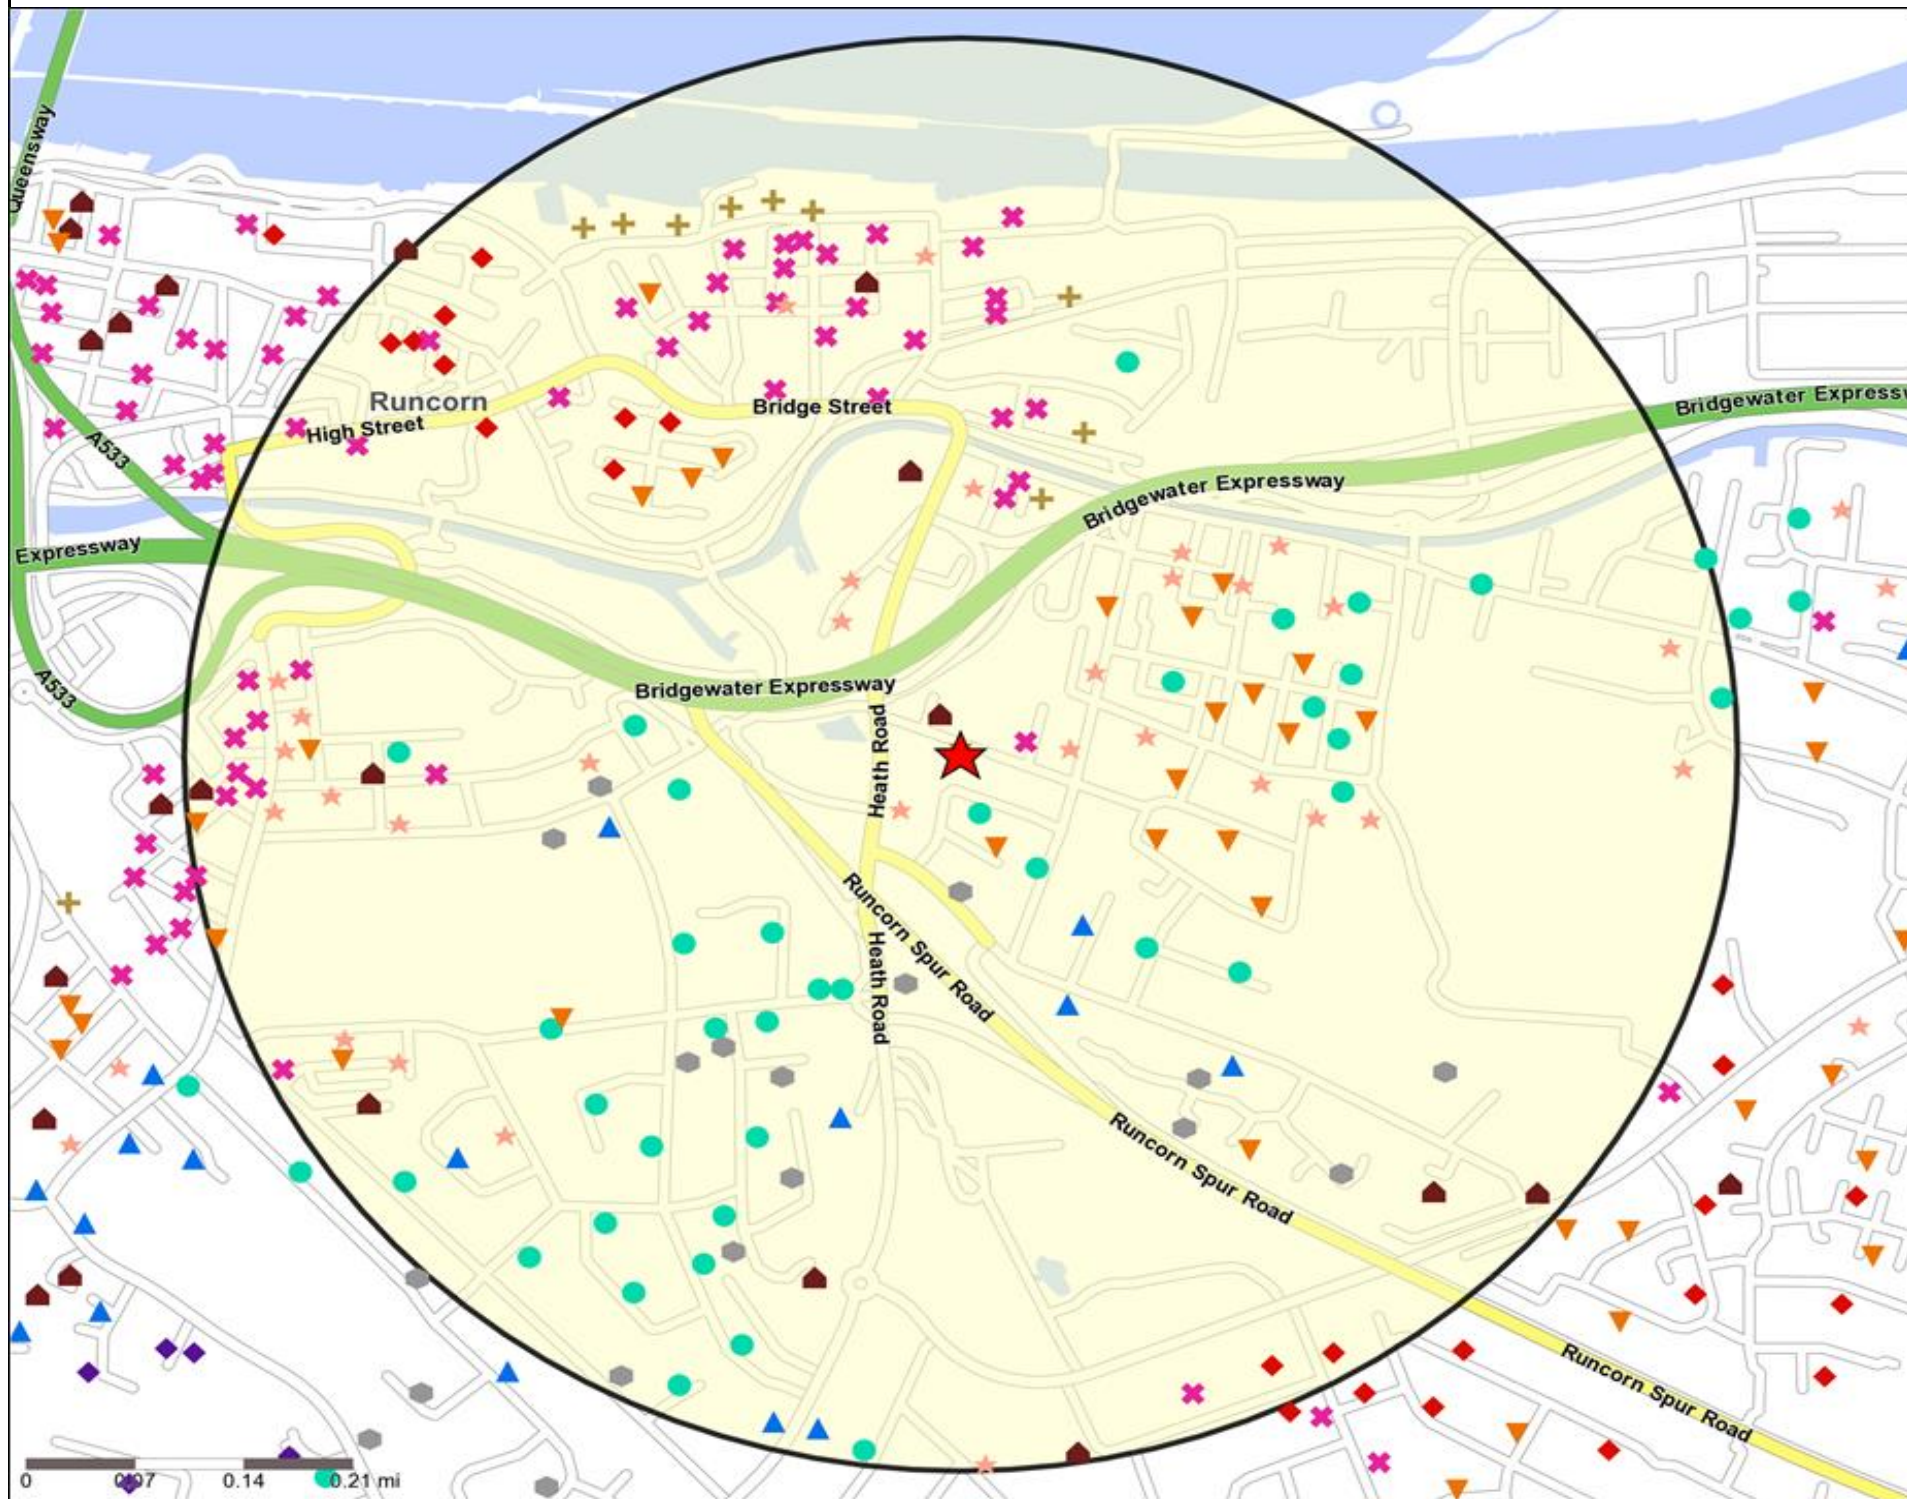 Queensway
Runcorn
High Street
Bridge Street
Bridgewater Expressw
A533
Bridgewater Expressway
Expressway
A533
Bridgewater Expressway
Heath Road
Runcorn Spur Road
Heath Road
Runcorn Spur Road
Runcorn Spur Road
0 0.07 0.14 0.21 mi